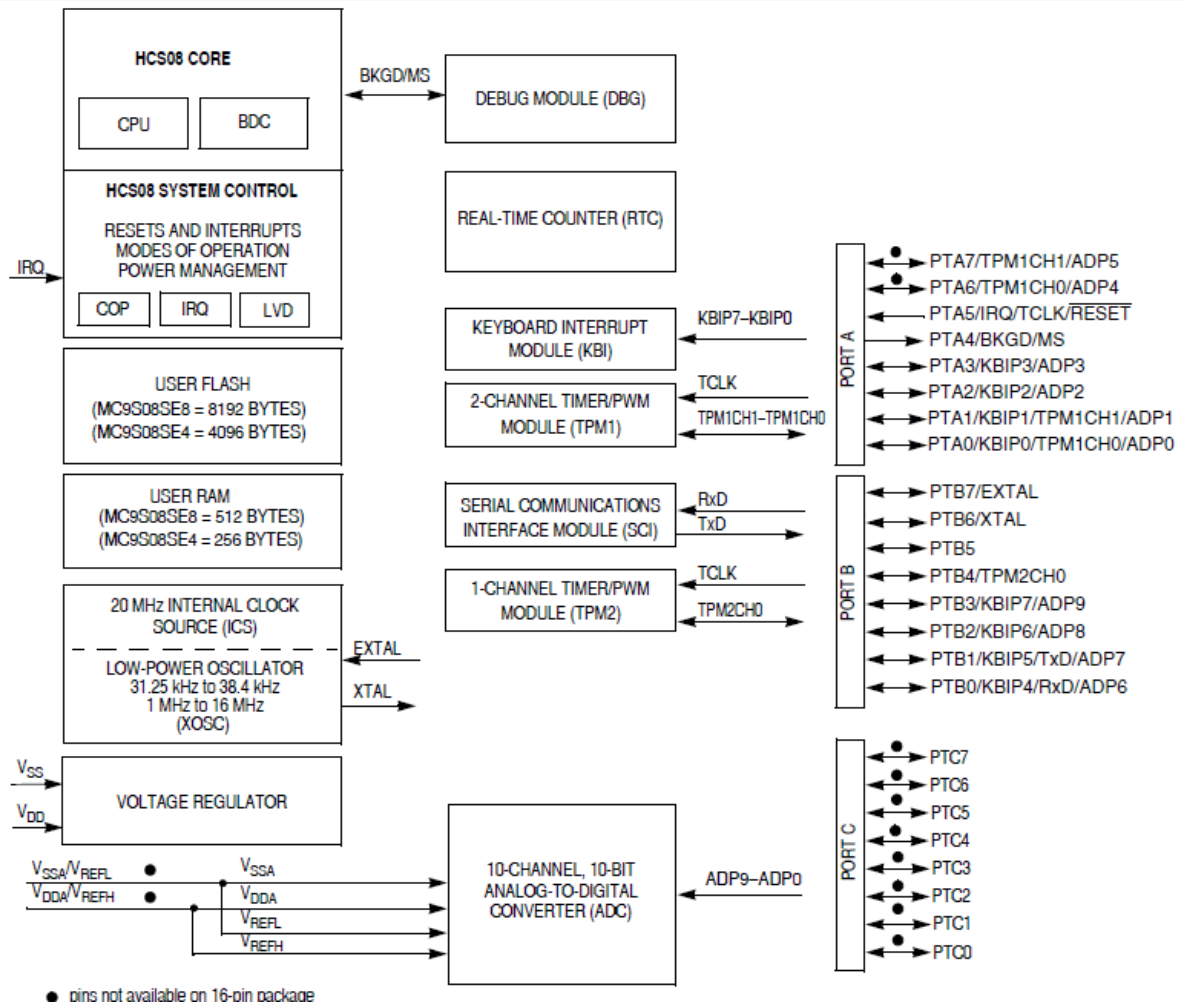 HCS08 CORE
CPU
BDC
BKGD/MS
DEBUG MODULE (DBG)
HCS08 SYSTEM CONTROL
RESETS AND INTERRUPTS
MODES OF OPERATION
POWER MANAGEMENT
IRQ
COP
IRQ
LVD
REAL-TIME COUNTER (RTC)
KEYBOARD INTERRUPT
MODULE (KBI)
KBIP7–KBIP0
USER FLASH
(MC9S08SE8 = 8192 BYTES)
(MC9S08SE4 = 4096 BYTES)
2-CHANNEL TIMER/PWM
MODULE (TPM1)
TCLK
TPM1CH1–TPM1CH0
USER RAM
(MC9S08SE8 = 512 BYTES)
(MC9S08SE4 = 256 BYTES)
SERIAL COMMUNICATIONS
INTERFACE MODULE (SCI)
RxD
TxD
20 MHz INTERNAL CLOCK
SOURCE (ICS)
LOW-POWER OSCILLATOR
31.25 kHz to 38.4 kHz
1 MHz to 16 MHz
(XOSC)
EXTAL
XTAL
1-CHANNEL TIMER/PWM
MODULE (TPM2)
TCLK
TPM2CH0
VSS
VDD
VOLTAGE REGULATOR
VSSA/VREFL
VDDA/VREFH
VSSA
VDDA
VREFL
VREFH
10-CHANNEL, 10-BIT
ANALOG-TO-DIGITAL
CONVERTER (ADC)
ADP9–ADP0
PORT A
PTA7/TPM1CH1/ADP5
PTA6/TPM1CH0/ADP4
PTA5/IRQ/TCLK/RESET
PTA4/BKGD/MS
PTA3/KBIP3/ADP3
PTA2/KBIP2/ADP2
PTA1/KBIP1/TPM1CH1/ADP1
PTA0/KBIP0/TPM1CH0/ADP0
PORT B
PTB7/EXTAL
PTB6/XTAL
PTB5
PTB4/TPM2CH0
PTB3/KBIP7/ADP9
PTB2/KBIP6/ADP8
PTB1/KBIP5/TxD/ADP7
PTB0/KBIP4/RxD/ADP6
PORT C
PTC7
PTC6
PTC5
PTC4
PTC3
PTC2
PTC1
PTC0
● pins not available on 16-pin package